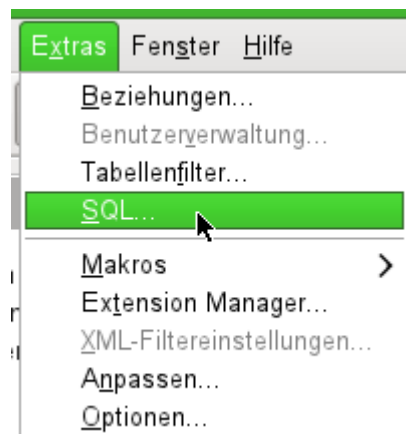 Extras Fenster Hilfe
Beziehungen...
Benutzerverwaltung...
Tabellenfilter...
SQL...
Makros
Extension Manager...
XML-Filtereinstellungen...
Anpassen...
Optionen...